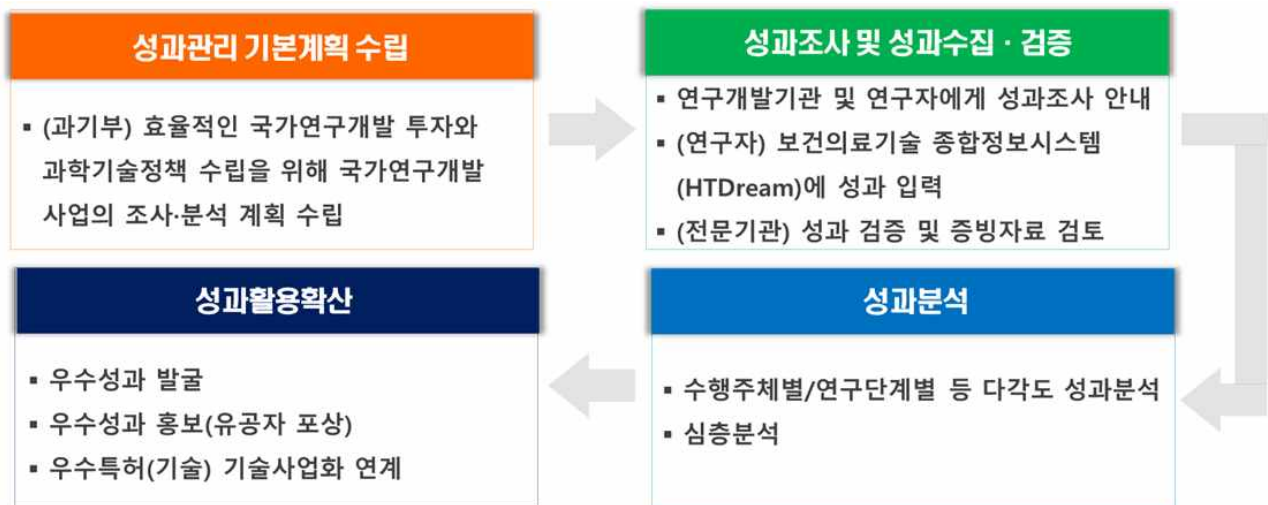 성과관리 기본계획 수립
▪ (과기부) 효율적인 국가연구개발 투자와
과학기술정책 수립을 위해 국가연구개발
사업의 조사·분석 계획 수립
성과조사 및 성과수집 · 검증
▪ 연구개발기관 및 연구자에게 성과조사 안내
▪ (연구자) 보건의료기술 종합정보시스템
(HTDream)에 성과 입력
▪ (전문기관) 성과 검증 및 증빙자료 검토
성과분석
▪ 수행주체별/연구단계별 등 다각도 성과분석
▪ 심층분석
성과활용확산
▪ 우수성과 발굴
▪ 우수성과 홍보(유공자 포상)
▪ 우수특허(기술) 기술사업화 연계